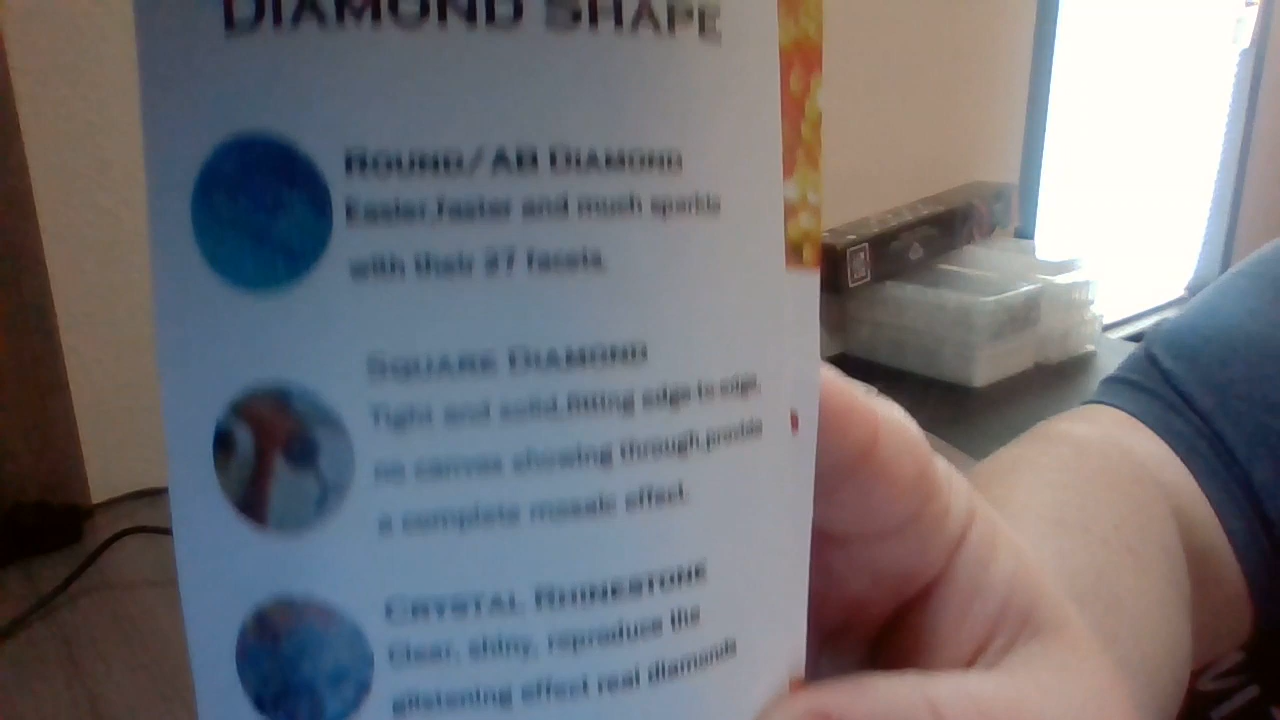 DIAMOND SHAPE
ROUND/AB DIAMOND
Easier,faster and much sparkle
with their 27 facets.
SQUARE DIAMOND
Tight and solid,fitting edge to edge,
no canvas showing through,provide
a complete mosaic effect.
CRYSTAL RHINESTONE
Clear, shiny, reproduce the
glistening effect real diamonds